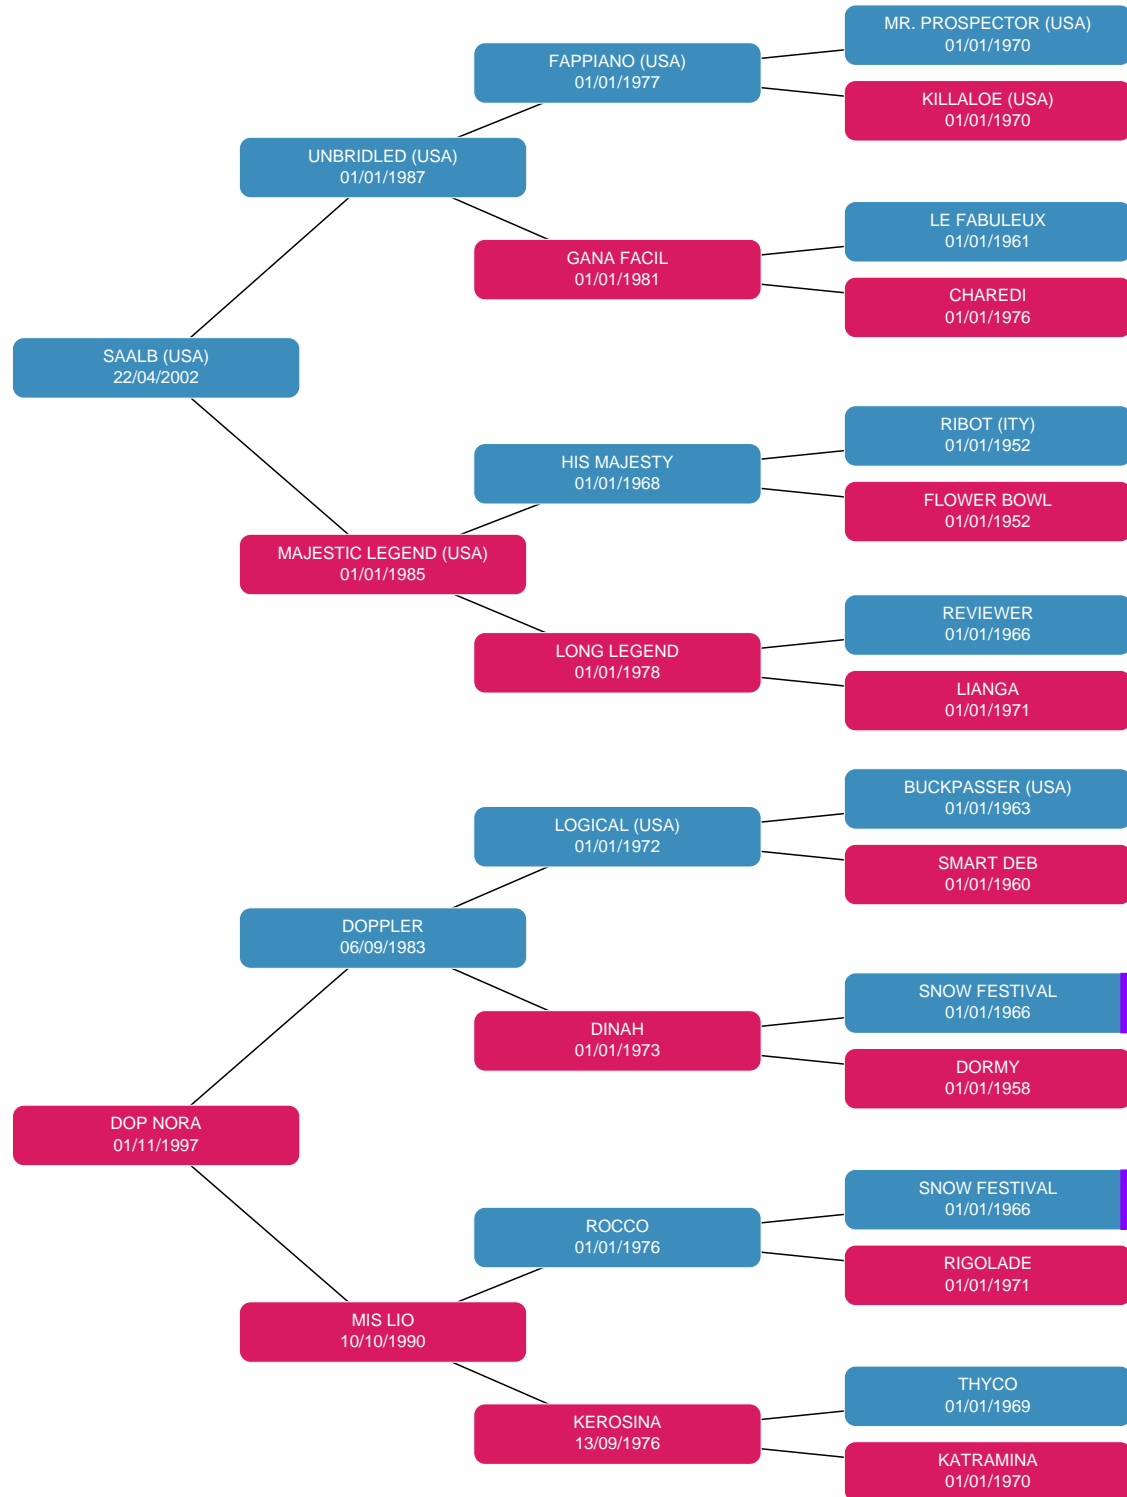 MR. PROSPECTOR (USA)
01/01/1970
FAPPIANO (USA)
01/01/1977
KILLALOE (USA)
01/01/1970
UNBRIDLED (USA)
01/01/1987
LE FABULEUX
01/01/1961
GANA FACIL
01/01/1981
CHAREDI
01/01/1976
SAALB (USA)
22/04/2002
RIBOT (ITY)
01/01/1952
HIS MAJESTY
01/01/1968
FLOWER BOWL
01/01/1952
MAJESTIC LEGEND (USA)
01/01/1985
REVIEWER
01/01/1966
LONG LEGEND
01/01/1978
LIANGA
01/01/1971
BUCKPASSER (USA)
01/01/1963
LOGICAL (USA)
01/01/1972
SMART DEB
01/01/1960
DOPPLER
06/09/1983
SNOW FESTIVAL
01/01/1966
DINAH
01/01/1973
DORMY
01/01/1958
DOP NORA
01/11/1997
SNOW FESTIVAL
01/01/1966
ROCCO
01/01/1976
RIGOLADE
01/01/1971
MIS LIO
10/10/1990
THYCO
01/01/1969
KEROSINA
13/09/1976
KATRAMINA
01/01/1970